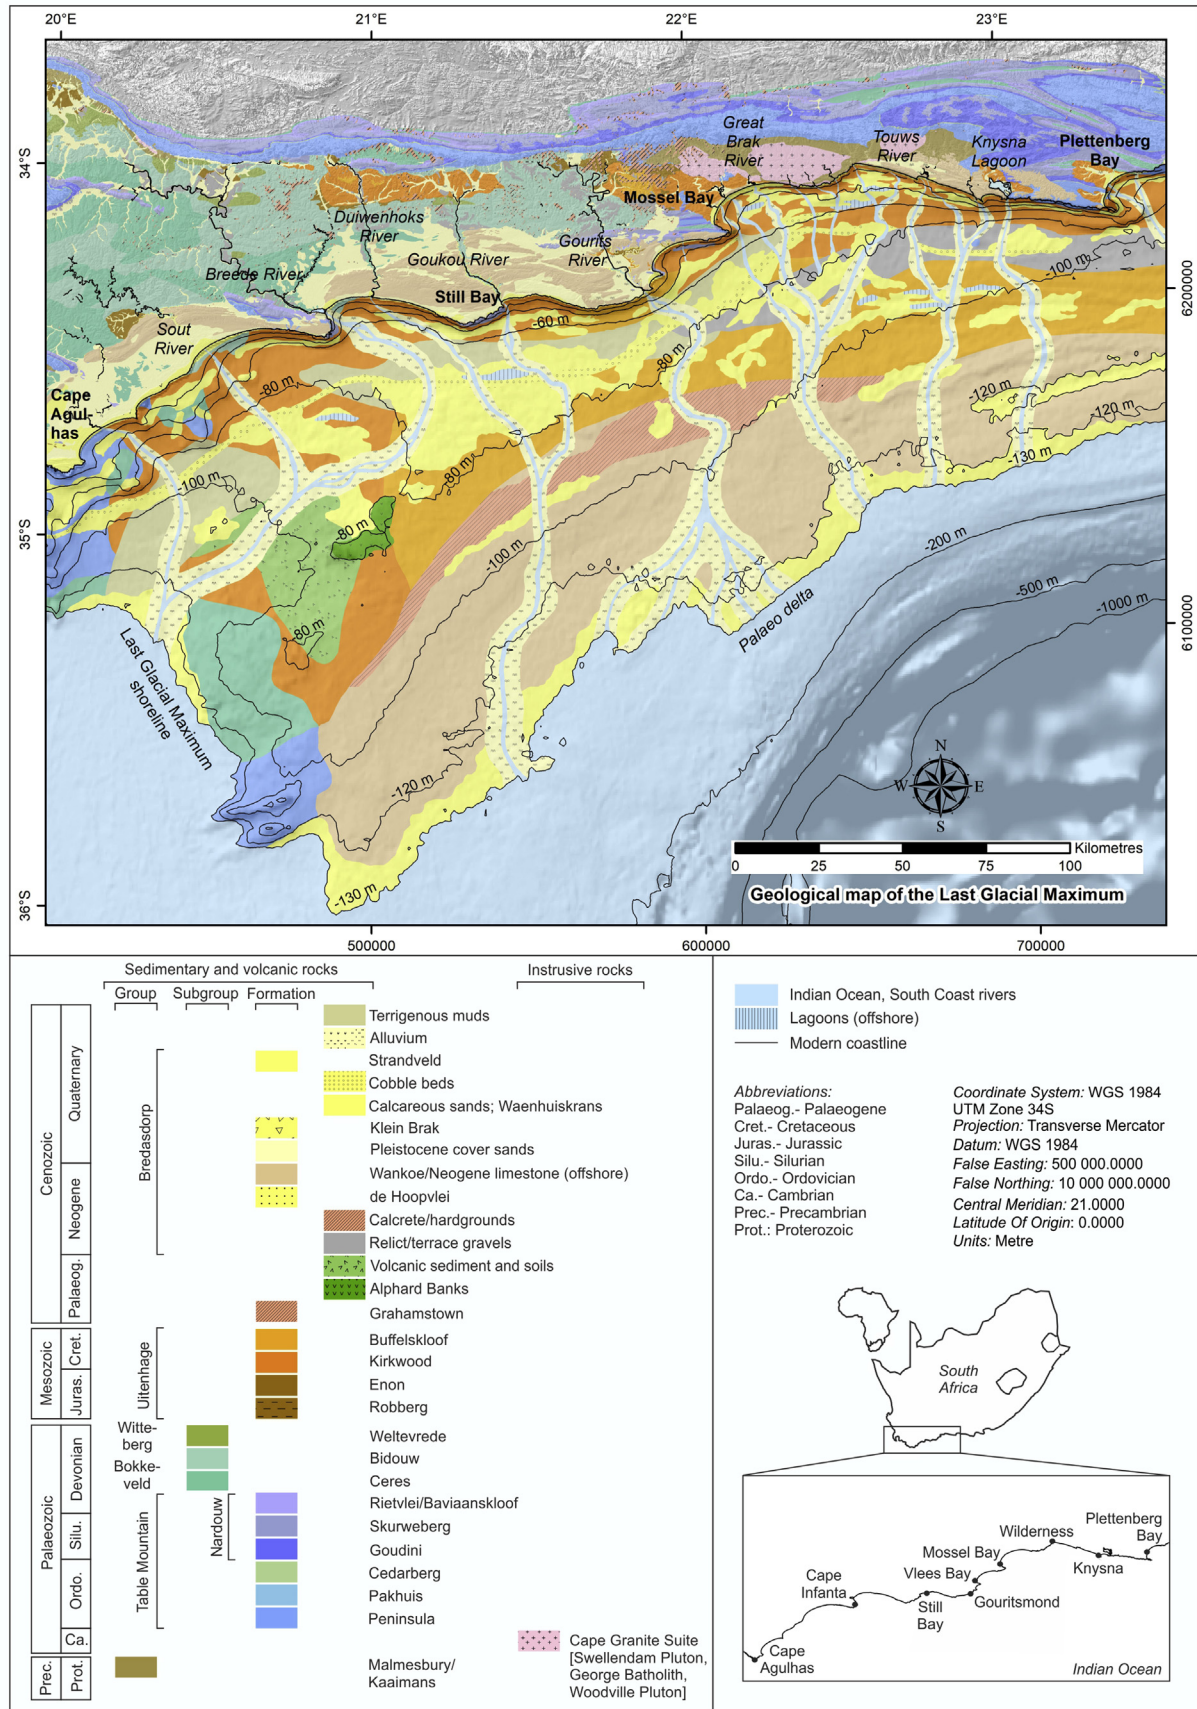 20°E
21°E
22°E
23°E
34°S
35°S
36°S
6200000
6100000
500000
600000
700000
Great
Brak
River
Touws
River
Knysna
Lagoon
Plettenberg
Bay
Mossel Bay
Duiwenhoks
River
Gourits
River
Goukou River
Breede River
Still Bay
Sout
River
Cape
Agul-
has
-60 m
-80 m
-80 m
-100 m
-120 m
-120 m
-130 m
-100 m
-80 m
-80 m
-100 m
-80 m
-200 m
-500 m
-1000 m
-120 m
-130 m
Palaeo delta
Last Glacial Maximum
shoreline
N
W
E
S
0
25
50
75
100
Kilometres
Geological map of the Last Glacial Maximum
Sedimentary and volcanic rocks
Instrusive rocks
Group
Subgroup
Formation
Cenozoic
Quaternary
Neogene
Palaeog.
Bredasdorp
Terrigenous muds
Alluvium
Strandveld
Cobble beds
Calcareous sands; Waenhuiskrans
Klein Brak
Pleistocene cover sands
Wankoe/Neogene limestone (offshore)
de Hoopvlei
Calcrete/hardgrounds
Relict/terrace gravels
Volcanic sediment and soils
Alphard Banks
Grahamstown
Mesozoic
Cret.
Juras.
Uitenhage
Buffelskloof
Kirkwood
Enon
Robberg
Palaeozoic
Devonian
Silu.
Ordo.
Ca.
Witte-
berg
Bokke-
veld
Table Mountain
Nardouw
Weltevrede
Bidouw
Ceres
Rietvlei/Baviaanskloof
Skurweberg
Goudini
Cedarberg
Pakhuis
Peninsula
Prec.
Prot.
Malmesbury/
Kaaimans
Cape Granite Suite
[Swellendam Pluton,
George Batholith,
Woodville Pluton]
Indian Ocean, South Coast rivers
Lagoons (offshore)
Modern coastline
Abbreviations:
Palaeog.- Palaeogene
Cret.- Cretaceous
Juras.- Jurassic
Silu.- Silurian
Ordo.- Ordovician
Ca.- Cambrian
Prec.- Precambrian
Prot.: Proterozoic
Coordinate System: WGS 1984
UTM Zone 34S
Projection: Transverse Mercator
Datum: WGS 1984
False Easting: 500 000.0000
False Northing: 10 000 000.0000
Central Meridian: 21.0000
Latitude Of Origin: 0.0000
Units: Metre
South
Africa
Plettenberg
Bay
Wilderness
Mossel Bay
Knysna
Vlees Bay
Cape
Infanta
Gouritsmond
Still
Bay
Cape
Agulhas
Indian Ocean